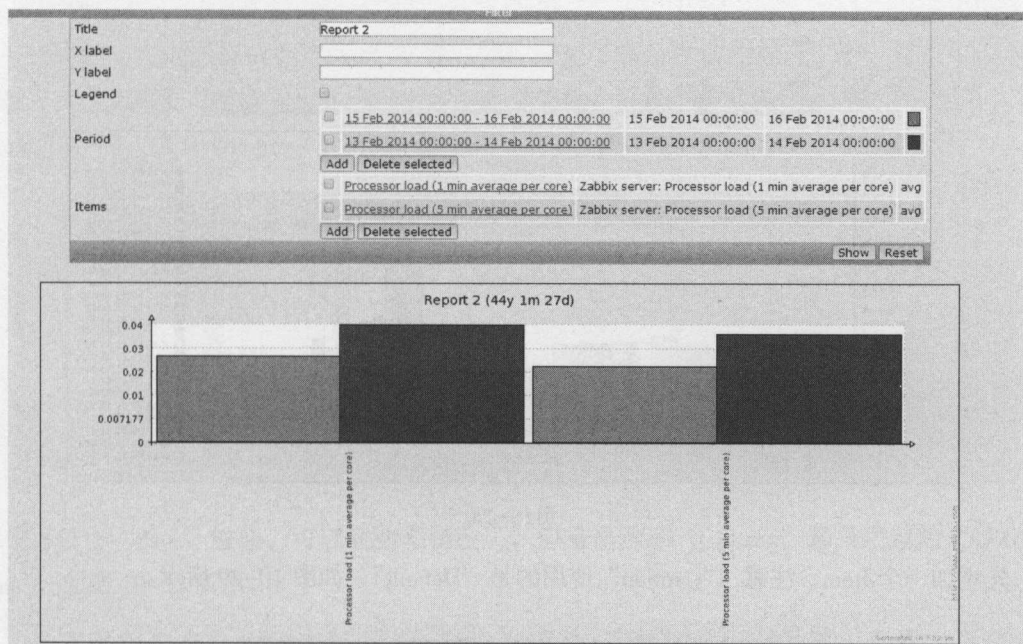 Title Report 2
X label
Y label
Legend
Period
15 Feb 2014 00:00:00 - 16 Feb 2014 00:00:00 15 Feb 2014 00:00:00 16 Feb 2014 00:00:00
13 Feb 2014 00:00:00 - 14 Feb 2014 00:00:00 13 Feb 2014 00:00:00 14 Feb 2014 00:00:00
Add Delete selected
Items
Processor load (1 min average per core) Zabbix server: Processor load (1 min average per core) avg
Processor load (5 min average per core) Zabbix server: Processor load (5 min average per core) avg
Add Delete selected
Show Reset
Report 2 (44y 1m 27d)
0.04
0.03
0.02
0.01
0.007177
0
Processor load (1 min average per core)
Processor load (5 min average per core)